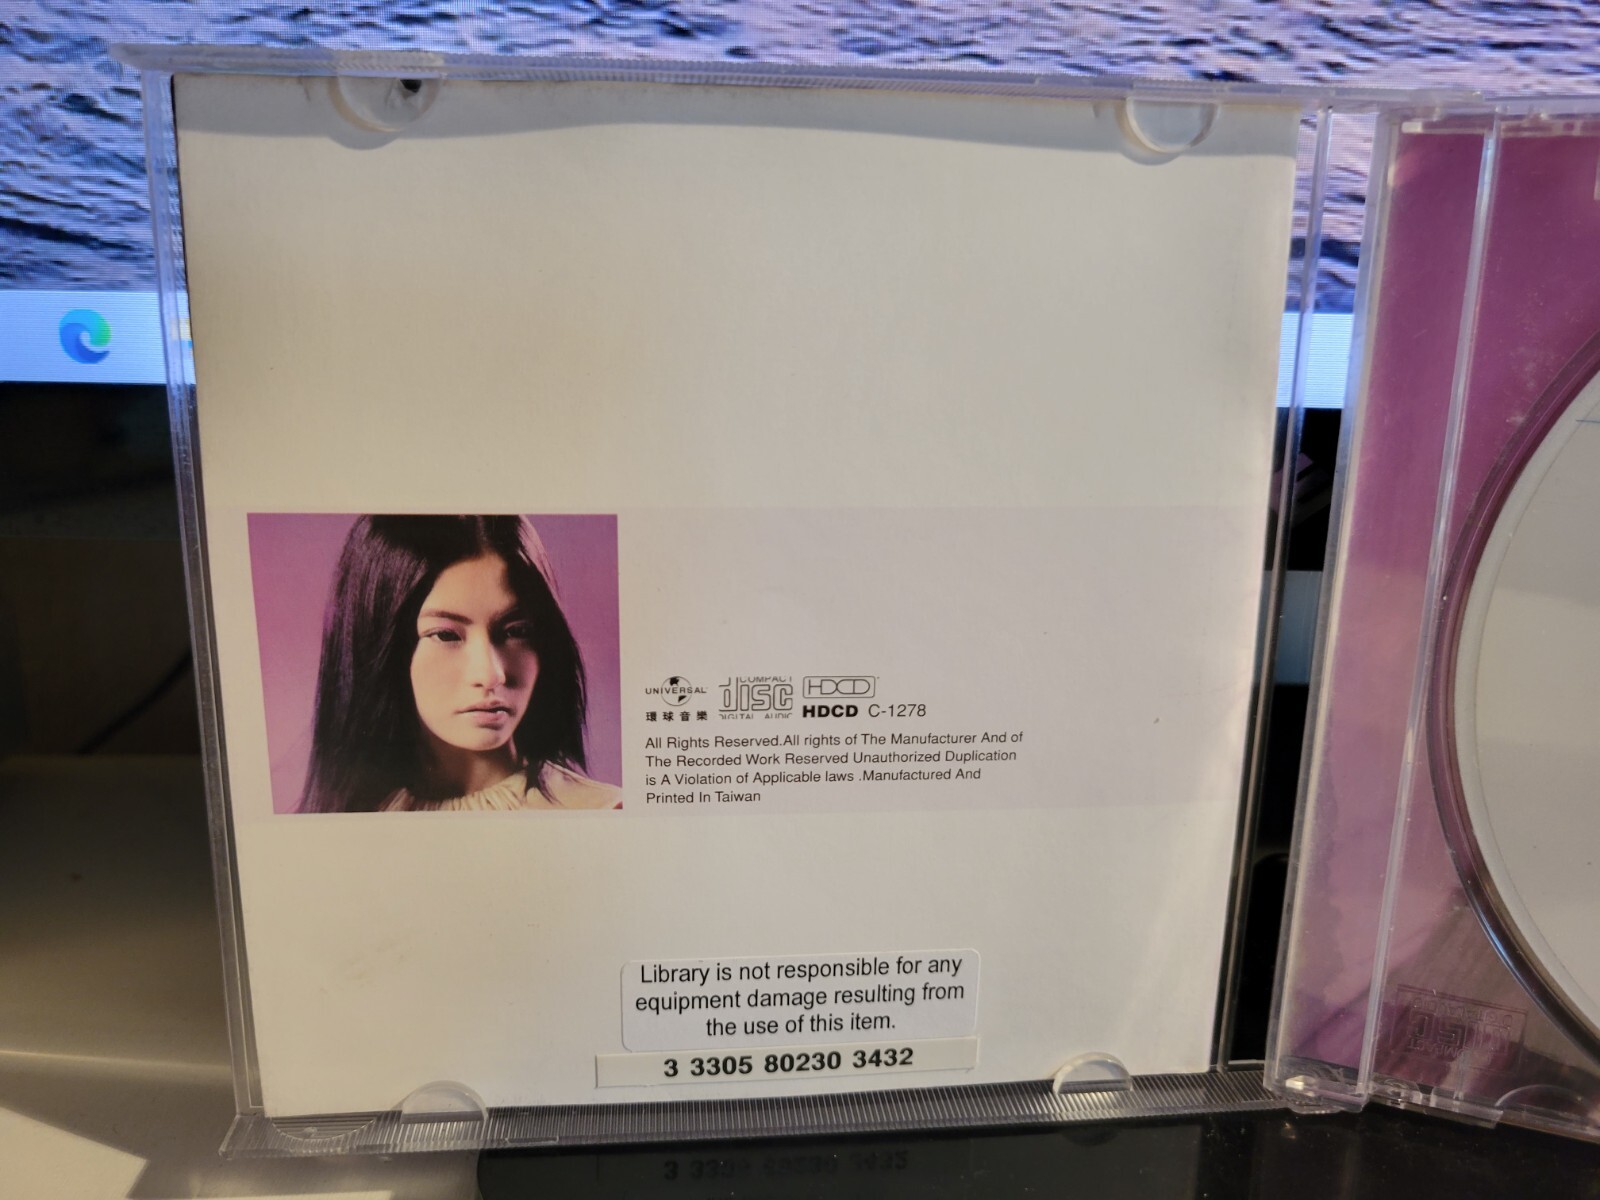 UNIVERSAL
環球音樂
COMPACT
disc
DIGITAL AUDIO
HDCD
HDCD C-1278
All Rights Reserved.All rights of The Manufacturer And of
The Recorded Work Reserved Unauthorized Duplication
is A Violation of Applicable laws .Manufactured And
Printed In Taiwan
Library is not responsible for any
equipment damage resulting from
the use of this item.
3 3305 80230 3432